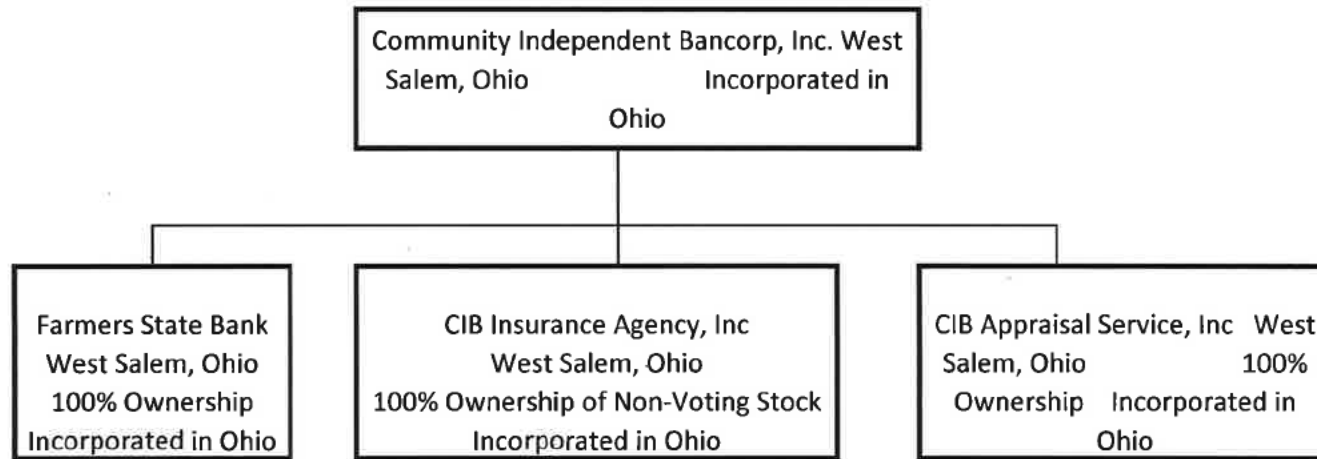 Community Independent Bancorp, Inc. West
Salem, Ohio Incorporated in
Ohio
Farmers State Bank
West Salem, Ohio
100% Ownership
Incorporated in Ohio
CIB Insurance Agency, Inc
West Salem, Ohio
100% Ownership of Non-Voting Stock
Incorporated in Ohio
CIB Appraisal Service, Inc West
Salem, Ohio 100%
Ownership Incorporated in
Ohio